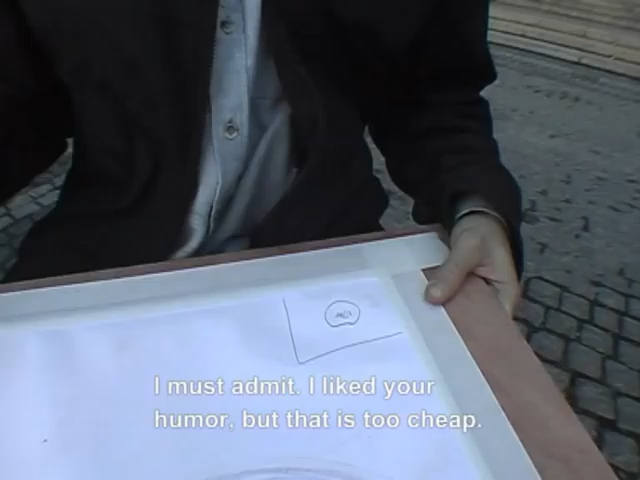 I must admit. I liked your
humor, but that is too cheap.